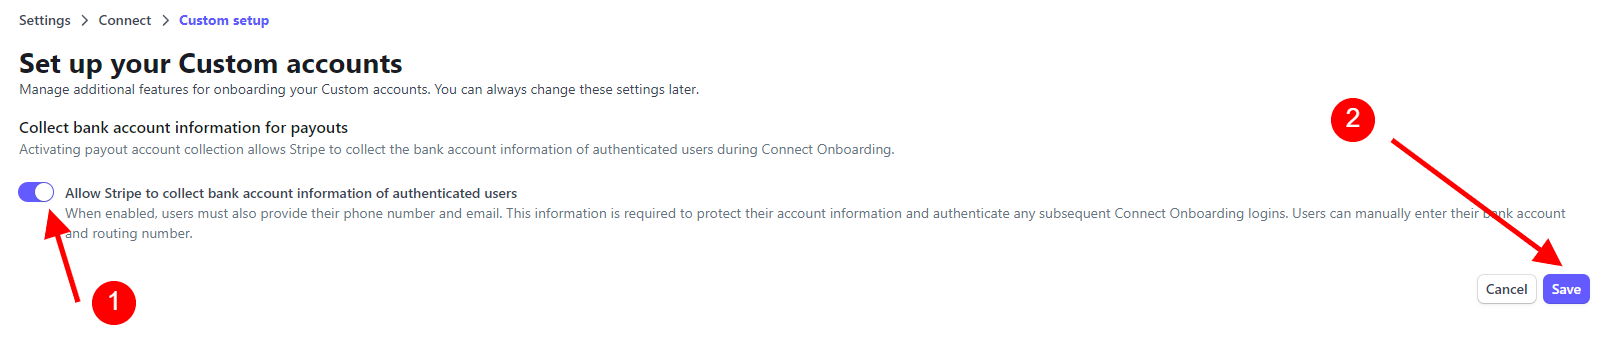 Settings > Connect > Custom setup
Set up your Custom accounts
Manage additional features for onboarding your Custom accounts. You can always change these settings later.
Collect bank account information for payouts
Activating payout account collection allows Stripe to collect the bank account information of authenticated users during Connect Onboarding.
2
Allow Stripe to collect bank account information of authenticated users
When enabled, users must also provide their phone number and email. This information is required to protect their account information and authenticate any subsequent Connect Onboarding logins. Users can manually enter their bank account
and routing number.
1
Cancel Save